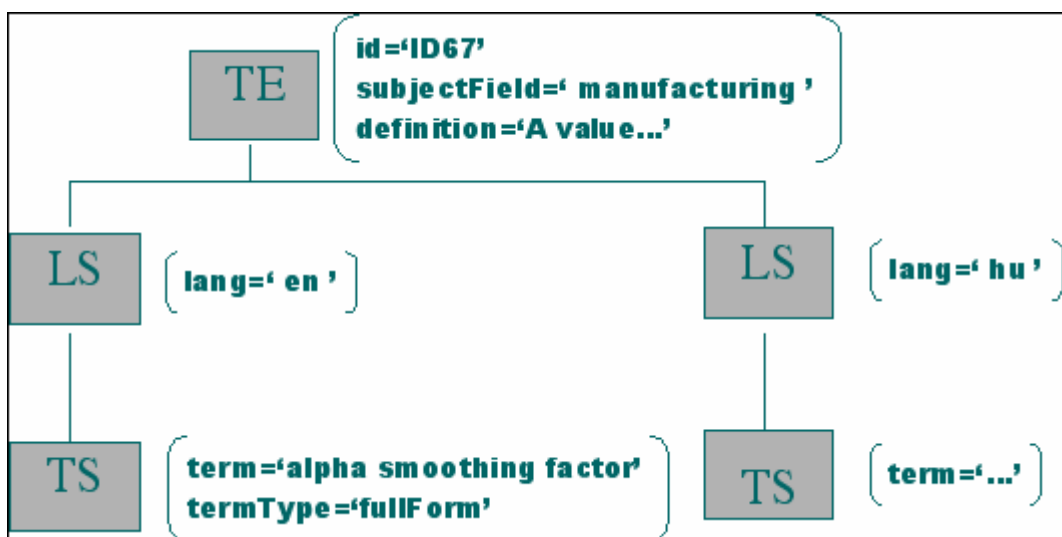 TE
id=‘ID67’
subjectField=‘ manufacturing ’
definition=‘A value...’
LS
lang=‘ en ’
LS
lang=‘ hu ’
TS
term=‘alpha smoothing factor’
termType=‘fullForm’
TS
term=‘...’